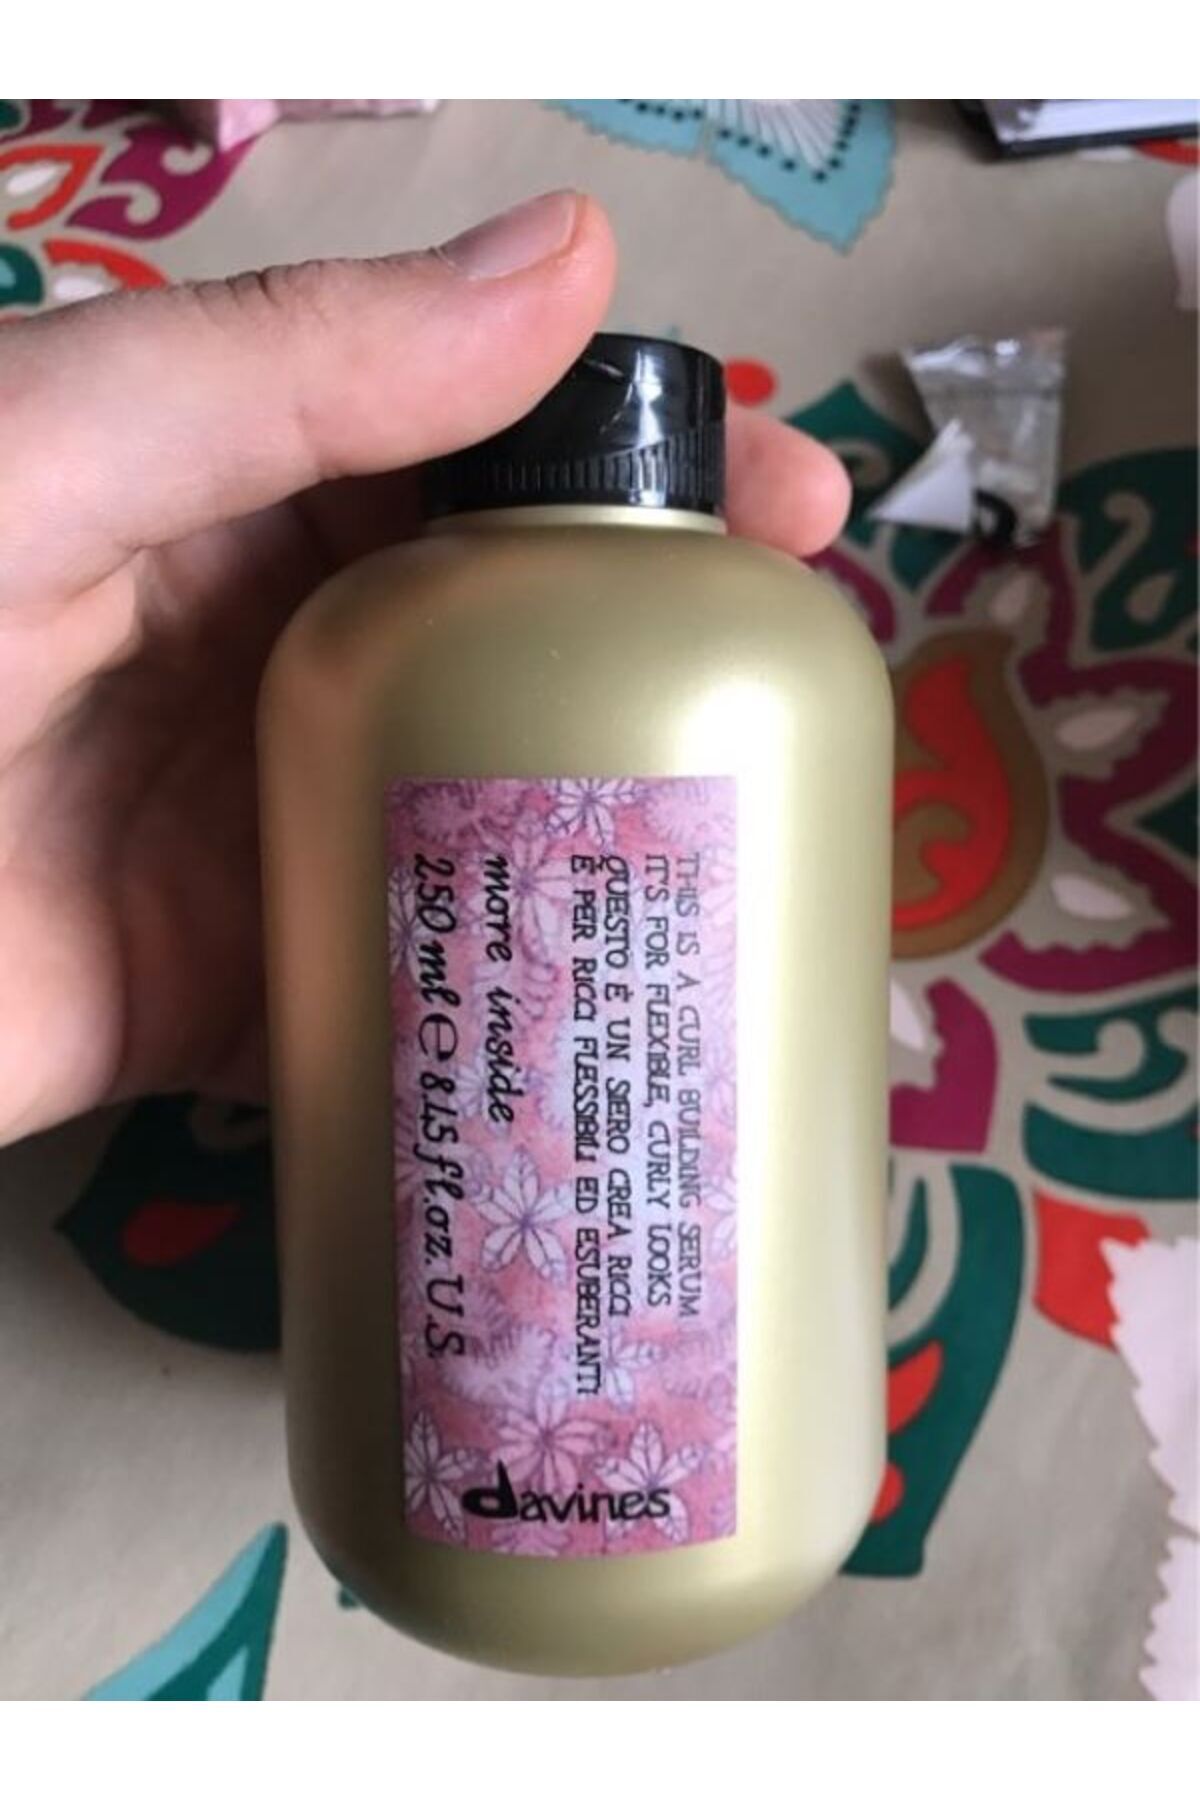 THIS IS A CURL BUILDING SERUM
IT'S FOR FLEXIBLE, CURLY LOOKS
QUESTO È UN SIERO CREA RICCI
È PER RICCI FLESSIBILI ED ESUBERANTI
more inside
250 ml ℮ 8.45 fl.oz. U.S.
davines